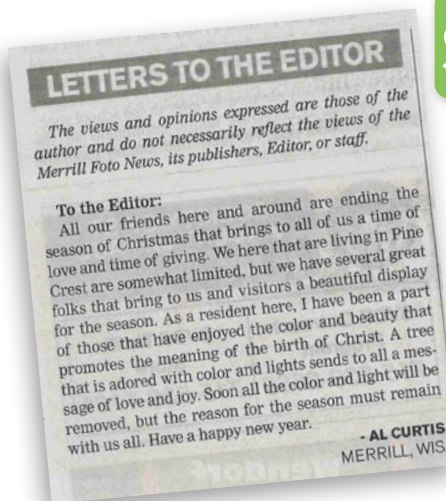 LETTERS TO THE EDITOR
The views and opinions expressed are those of the
author and do not necessarily reflect the views of the
Merrill Foto News, its publishers, Editor, or staff.
To the Editor:
All our friends here and around are ending the
season of Christmas that brings to all of us a time of
love and time of giving. We here that are living in Pine
Crest are somewhat limited, but we have several great
folks that bring to us and visitors a beautiful display
for the season. As a resident here, I have been a part
of those that have enjoyed the color and beauty that
promotes the meaning of the birth of Christ. A tree
that is adored with color and lights sends to all a mes-
sage of love and joy. Soon all the color and light will be
removed, but the reason for the season must remain
with us all. Have a happy new year.
- AL CURTIS
MERRILL, WIS